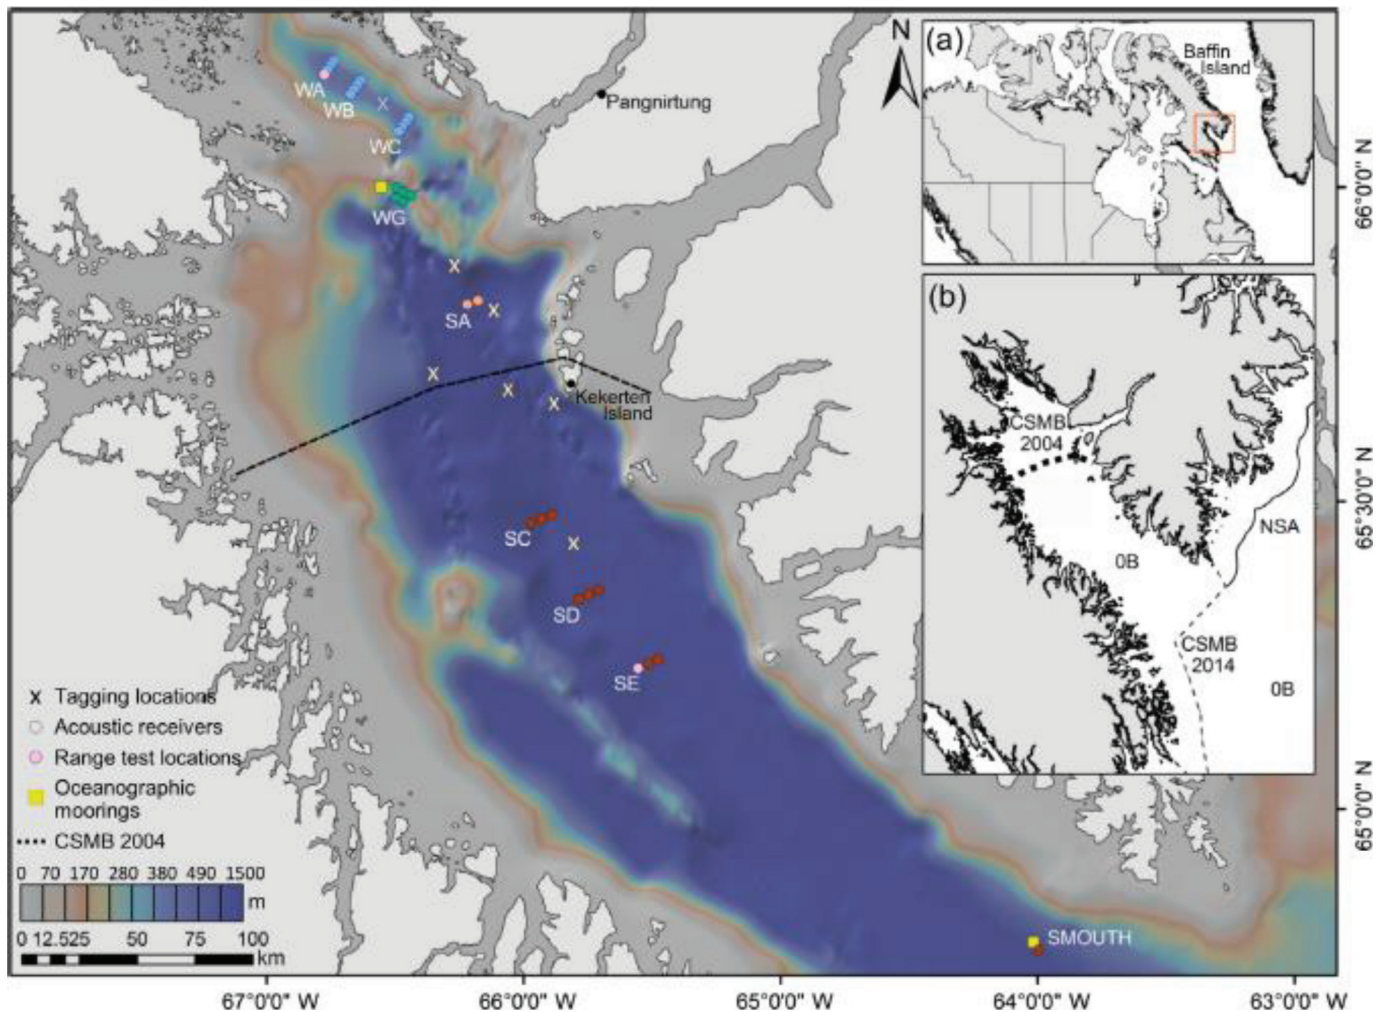 N
(a)
Baffin
Island
WA
WB
Pangnirtung
WC
WG
66°0'0" N
SA
(b)
Kekerten
Island
CSMB
2004
SC
65°30'0" N
NSA
0B
SD
CSMB
2014
SE
0B
X Tagging locations
Acoustic receivers
Range test locations
Oceanographic
moorings
CSMB 2004
65°0'0" N
0 70 170 280 380 490 1500
m
0 12.525 50 75 100
km
SMOUTH
67°0'0" W
66°0'0" W
65°0'0" W
64°0'0" W
63°0'0" W